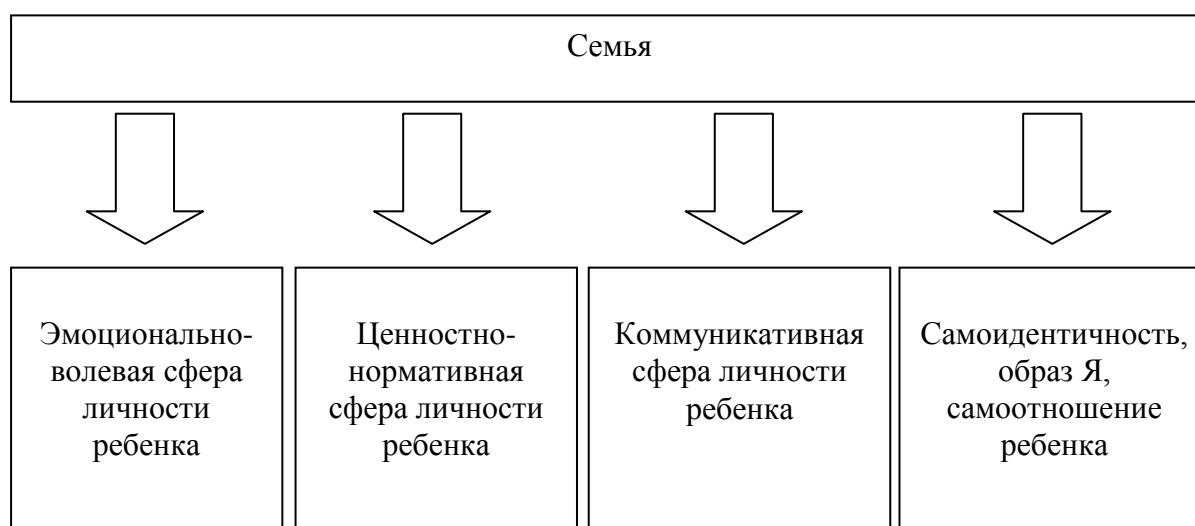 Семья
Эмоционально-
волевая сфера
личности
ребенка
Ценностно-
нормативная
сфера личности
ребенка
Коммуникативная
сфера личности
ребенка
Самоидентичность,
образ Я,
самоотношение
ребенка